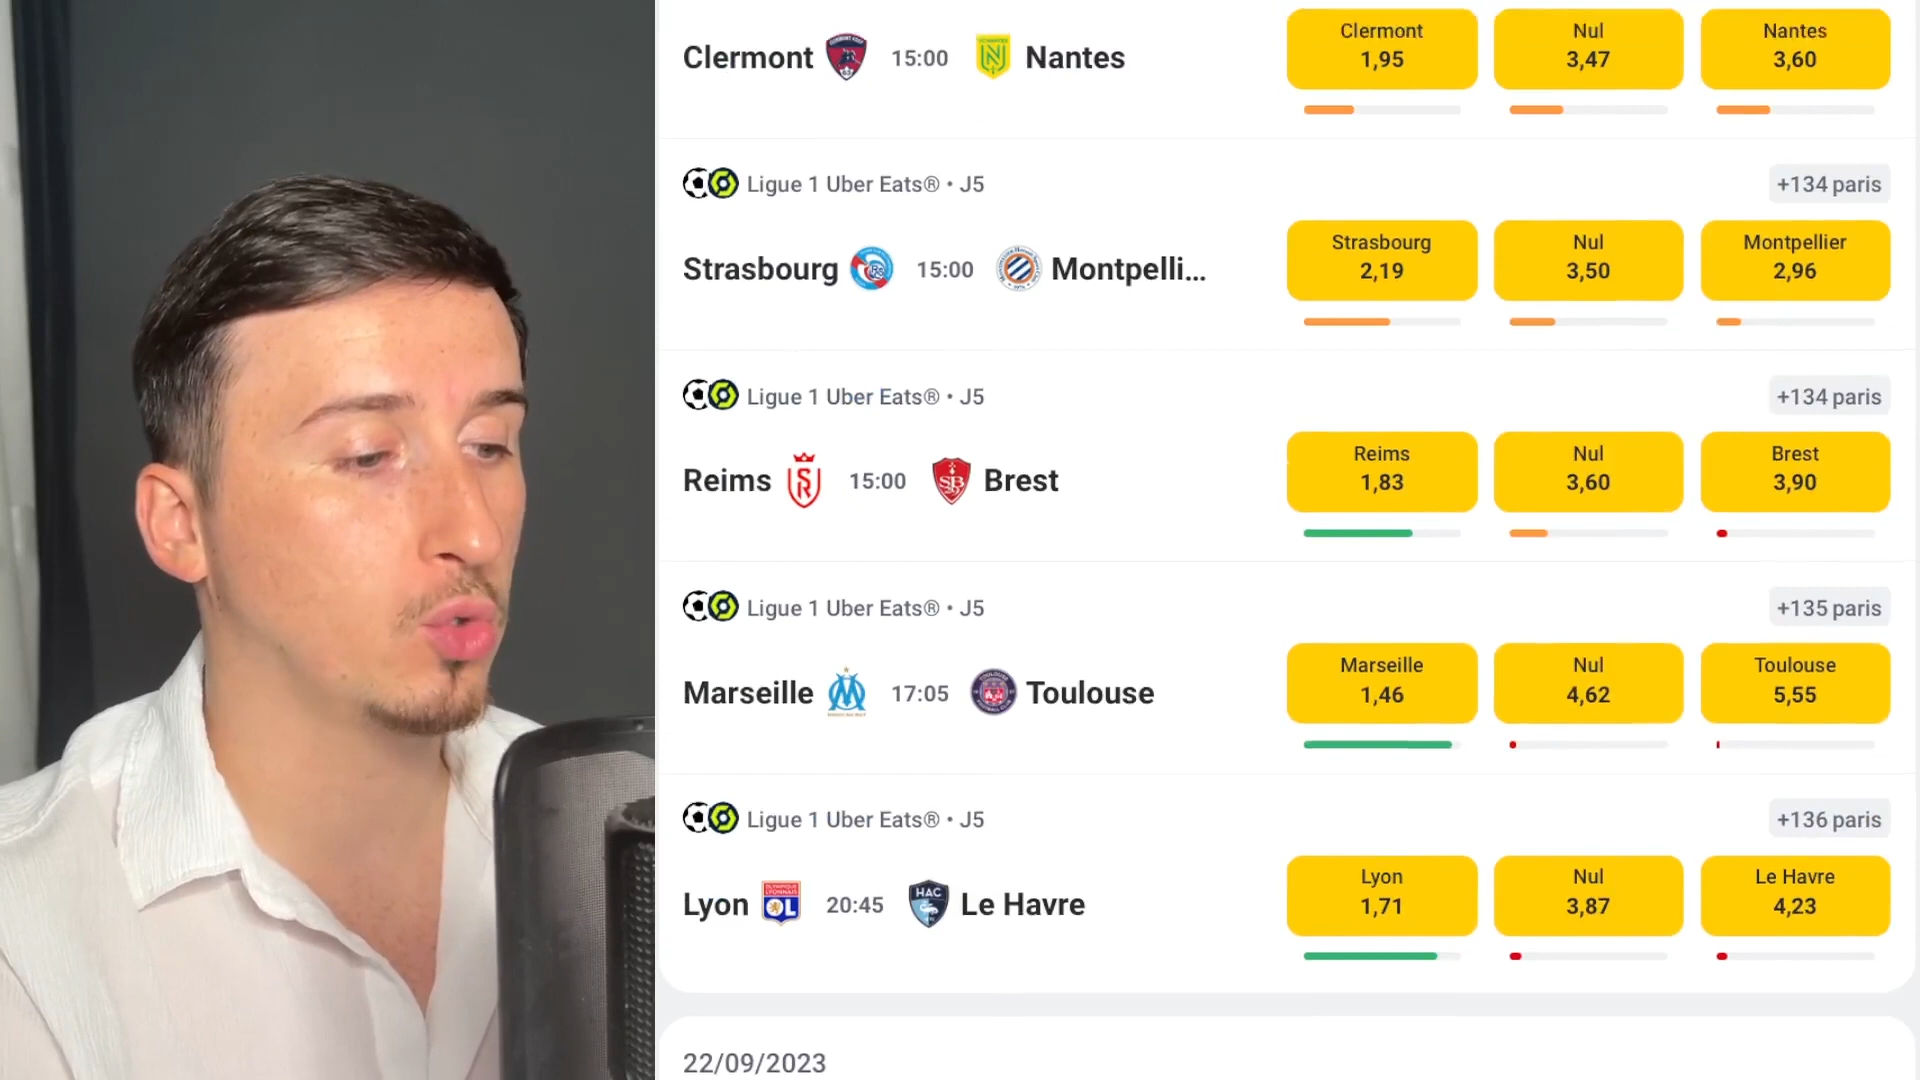 Clermont 15:00 Nantes
Clermont 1,95
Nul 3,47
Nantes 3,60
Ligue 1 Uber Eats® • J5
+134 paris
Strasbourg 15:00 Montpelli...
Strasbourg 2,19
Nul 3,50
Montpellier 2,96
Ligue 1 Uber Eats® • J5
+134 paris
Reims 15:00 Brest
Reims 1,83
Nul 3,60
Brest 3,90
Ligue 1 Uber Eats® • J5
+135 paris
Marseille 17:05 Toulouse
Marseille 1,46
Nul 4,62
Toulouse 5,55
Ligue 1 Uber Eats® • J5
+136 paris
Lyon OL 20:45 HAC Le Havre
Lyon 1,71
Nul 3,87
Le Havre 4,23
22/09/2023